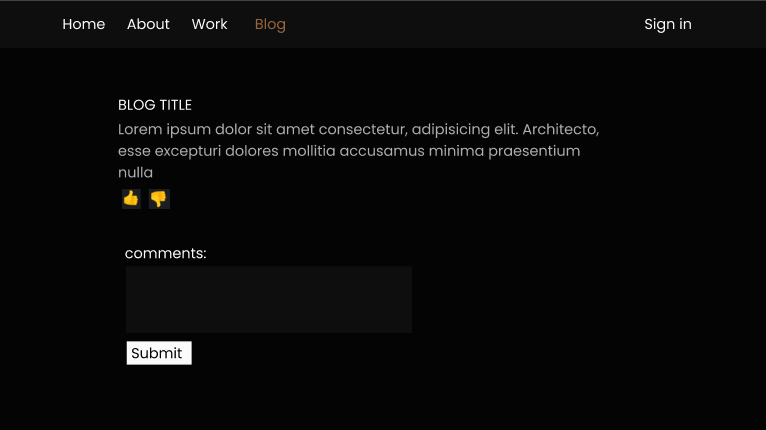 Home About Work Blog Sign in
BLOG TITLE
Lorem ipsum dolor sit amet consectetur, adipisicing elit. Architecto,
esse excepturi dolores mollitia accusamus minima praesentium
nulla
comments:
Submit